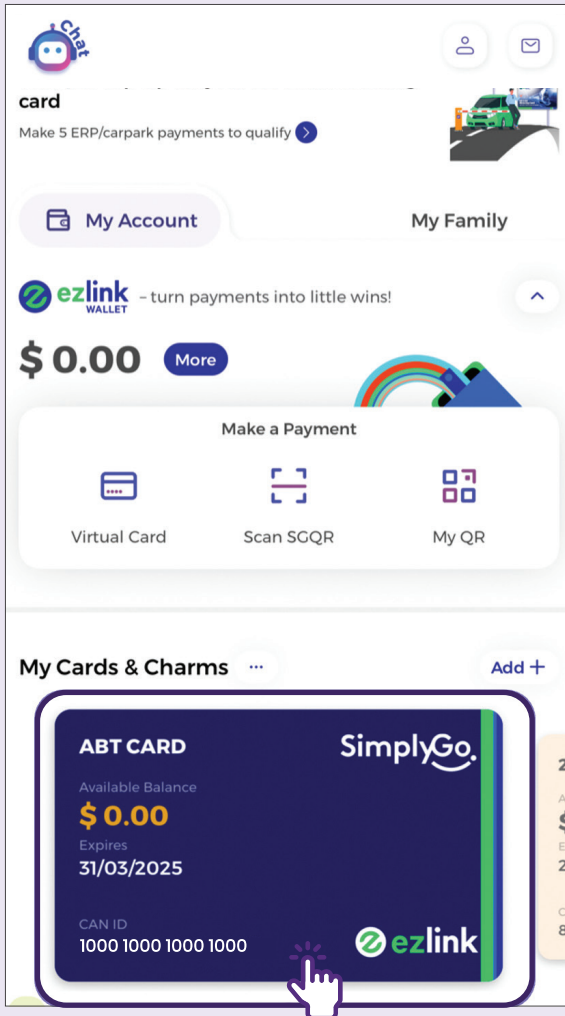 Chat
card
Make 5 ERP/carpark payments to qualify
My Account
My Family
ezlink
WALLET
– turn payments into little wins!
$ 0.00
More
Make a Payment
Virtual Card
Scan SGQR
My QR
My Cards & Charms ...
Add +
ABT CARD
SimplyGo.
Available Balance
$ 0.00
Expires
31/03/2025
CAN ID
1000 1000 1000 1000
ezlink